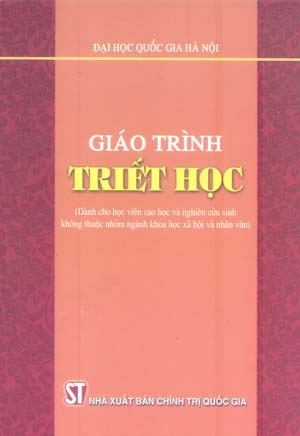 ĐẠI HỌC QUỐC GIA HÀ NỘI
GIÁO TRÌNH
TRIẾT HỌC
(Dành cho học viên cao học và nghiên cứu sinh
không thuộc nhóm ngành khoa học xã hội và nhân văn)
ST NHÀ XUẤT BẢN CHÍNH TRỊ QUỐC GIA